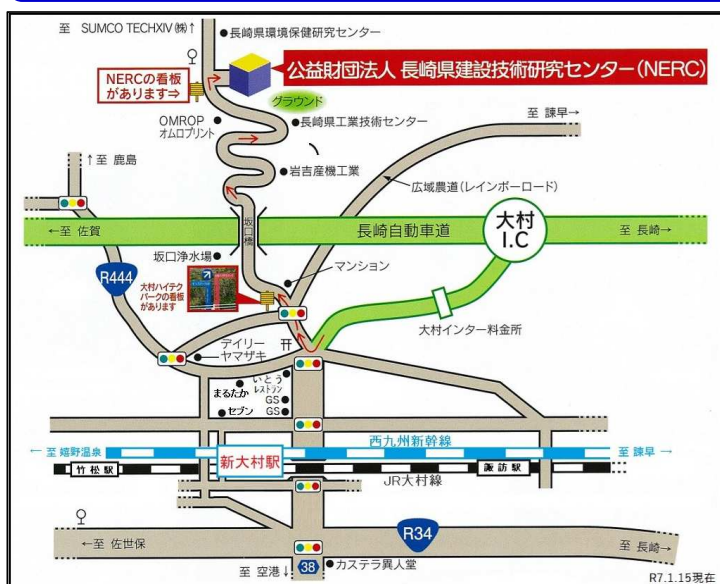 至 SUMCO TECHXIV㈱↑
長崎県環境保健研究センター
NERCの看板
があります⇒
公益財団法人 長崎県建設技術研究センター(NERC)
グラウンド
OMROP
オムロプリント
長崎県工業技術センター
至 諫早→
↑至 鹿島
岩吉産機工業
広域農道(レインボーロード)
←至 佐賀
坂口橋
長崎自動車道
大村
I.C
至 長崎→
坂口浄水場
マンション
R444
大村ハイテク
パークの看板
があります
大村インター料金所
デイリー
ヤマザキ
いとう
レストラン
まるたか
GS
セブン
GS
西九州新幹線
← 至 嬉野温泉
新大村駅
至 諫早 →
竹松駅
諏訪駅
JR大村線
R34
←至 佐世保
至 長崎→
至 空港↓
38
カステラ異人堂
R7.1.15現在